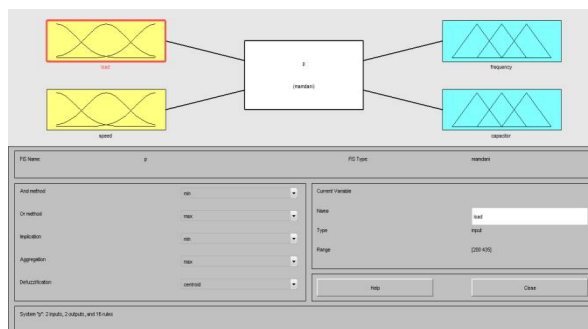 load
speed
p
(mamdani)
frequency
capacitor
FIS Name: p FIS Type: mamdani
And method min
Or method max
Implication min
Aggregation max
Defuzzification centroid
Current Variable
Name load
Type input
Range [200 405]
Help Close
System "p": 2 inputs, 2 outputs, and 16 rules